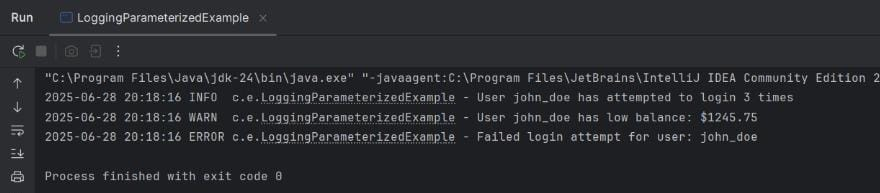 Run LoggingParameterizedExample
"C:\Program Files\Java\jdk-24\bin\java.exe" "-javaagent:C:\Program Files\JetBrains\IntelliJ IDEA Community Edition 2
2025-06-28 20:18:16 INFO  c.e.LoggingParameterizedExample - User john_doe has attempted to login 3 times
2025-06-28 20:18:16 WARN  c.e.LoggingParameterizedExample - User john_doe has low balance: $1245.75
2025-06-28 20:18:16 ERROR c.e.LoggingParameterizedExample - Failed login attempt for user: john_doe
Process finished with exit code 0